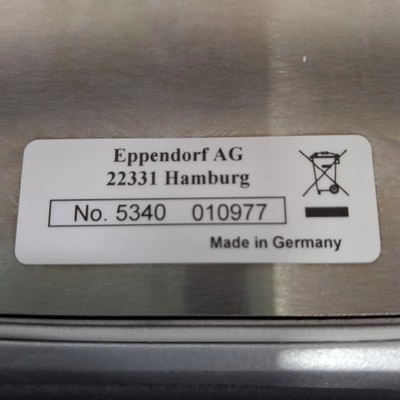 Eppendorf AG
22331 Hamburg
No. 5340 010977
Made in Germany